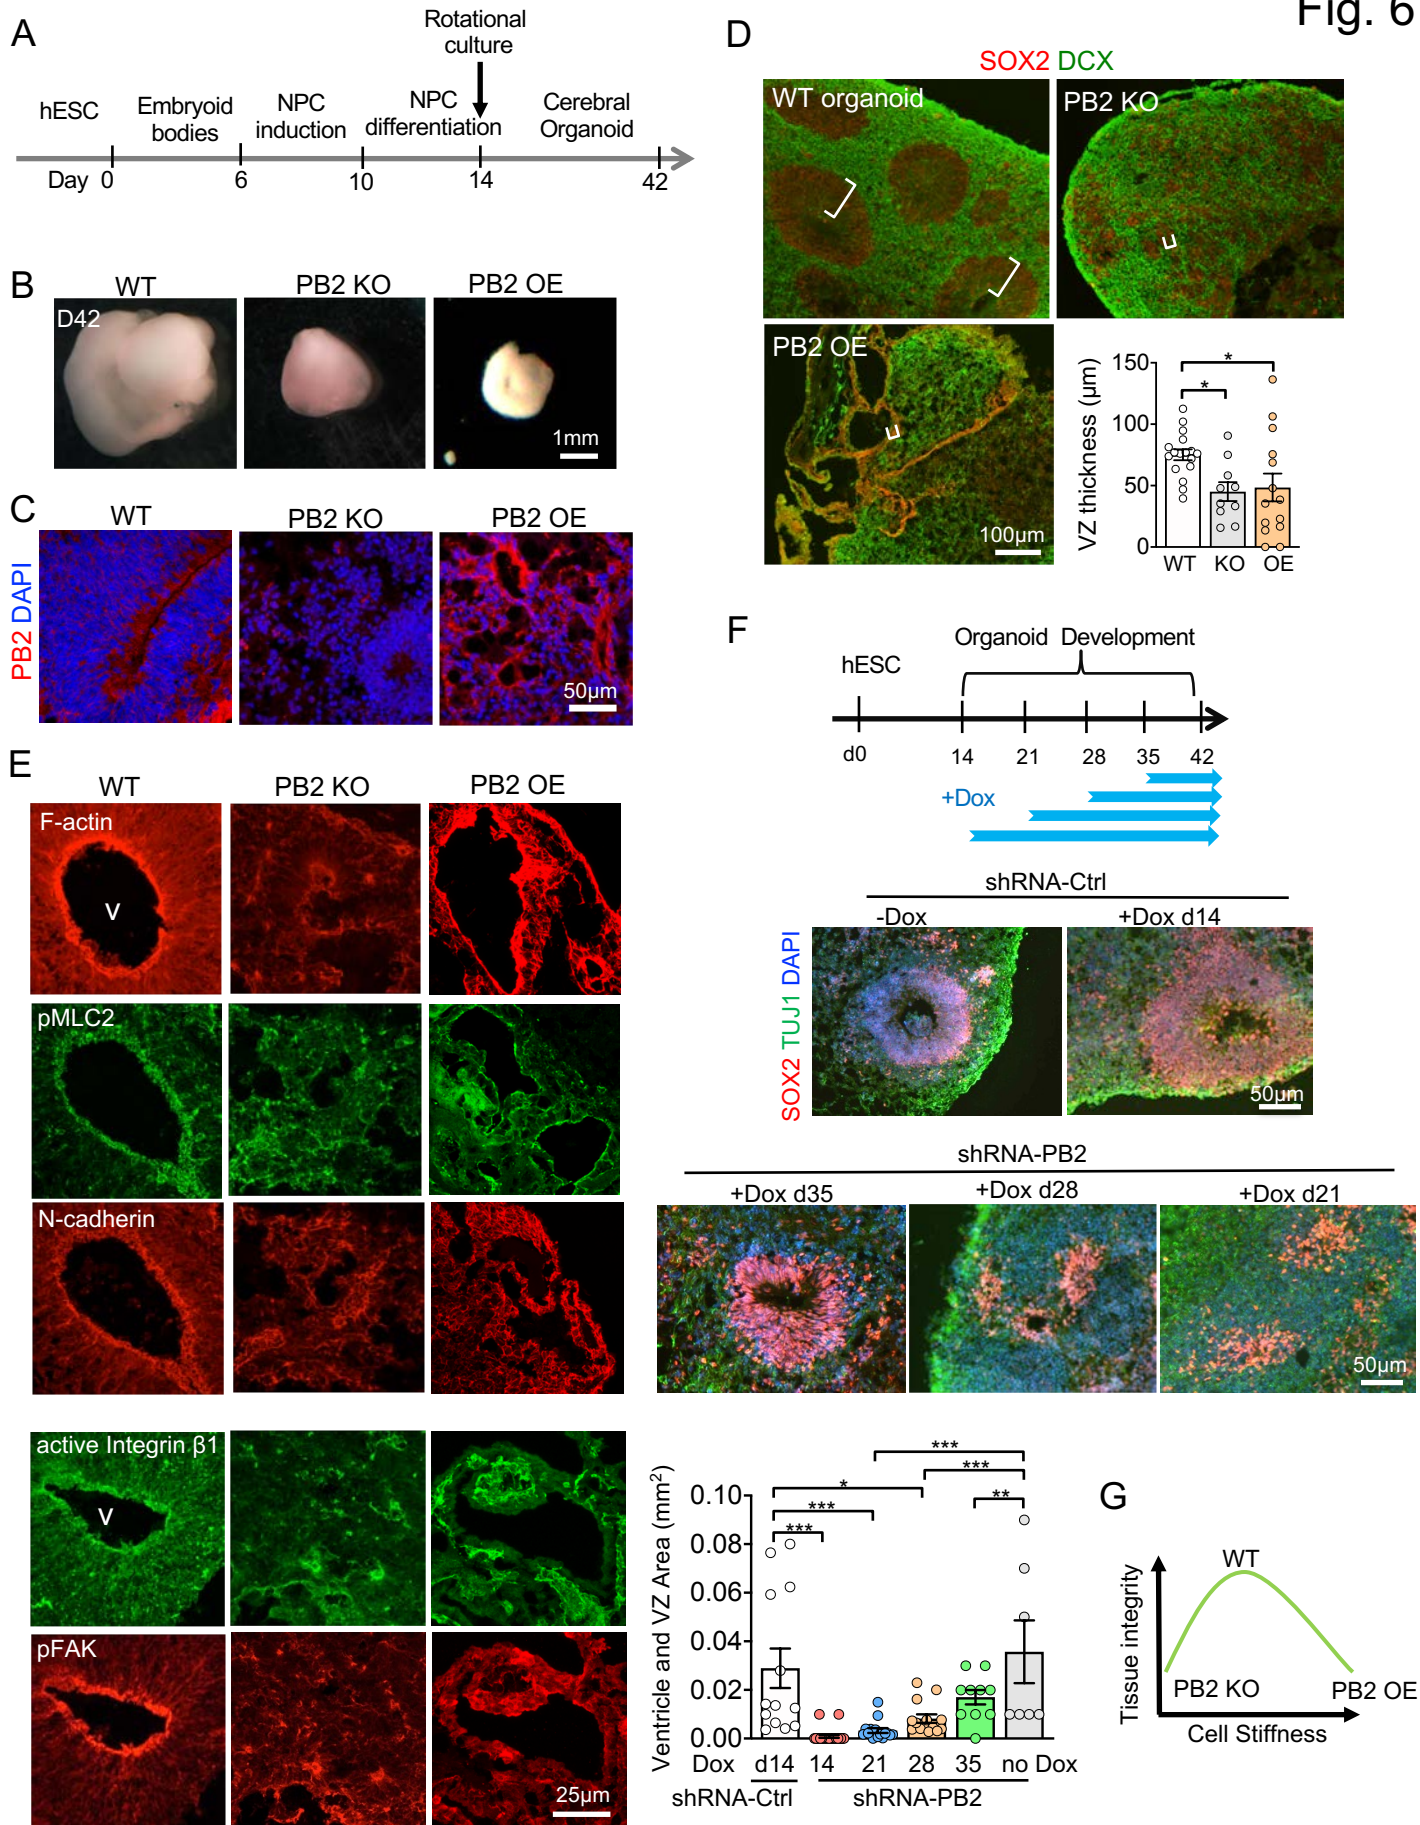 Fig. 6
A
Rotational
culture
hESC
Embryoid
bodies
NPC
induction
NPC
differentiation
Cerebral
Organoid
Day 0 6 10 14 42
B
WT PB2 KO PB2 OE
D42
1mm
C
WT PB2 KO PB2 OE
PB2 DAPI
50µm
D
SOX2 DCX
WT organoid
PB2 KO
PB2 OE
100µm
VZ thickness (µm)
150
100
50
0
* *
WT KO OE
E
WT PB2 KO PB2 OE
F-actin
V
pMLC2
N-cadherin
active Integrin β1
V
pFAK
25µm
F
Organoid Development
hESC
d0 14 21 28 35 42
+Dox
shRNA-Ctrl
-Dox +Dox d14
SOX2 TUJ1 DAPI
50µm
shRNA-PB2
+Dox d35 +Dox d28 +Dox d21
50µm
Ventricle and VZ Area (mm²)
0.10
0.08
0.06
0.04
0.02
0.00
***
***
* **
***
***
Dox d14 14 21 28 35 no Dox
shRNA-Ctrl shRNA-PB2
G
Tissue integrity
WT
PB2 KO PB2 OE
Cell Stiffness